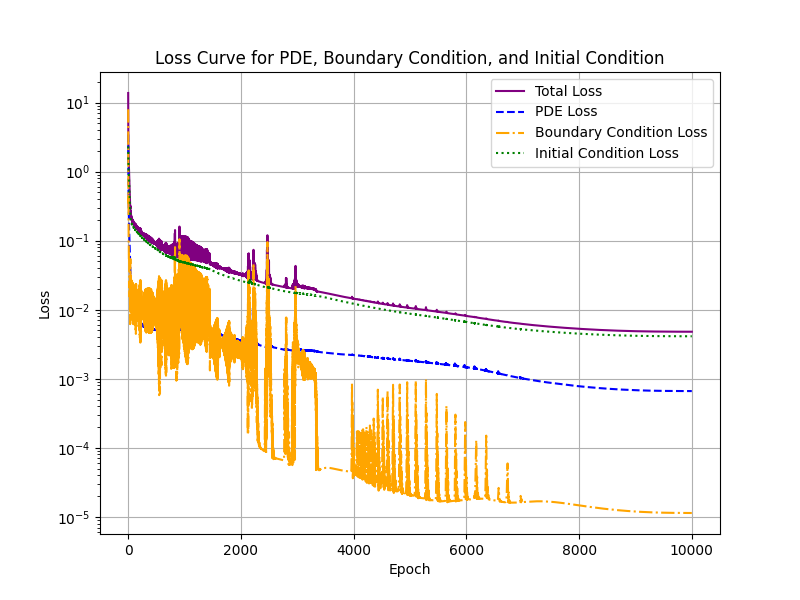 Loss Curve for PDE, Boundary Condition, and Initial Condition
Total Loss
PDE Loss
Boundary Condition Loss
Initial Condition Loss
10¹
10⁰
10⁻¹
10⁻²
10⁻³
10⁻⁴
10⁻⁵
Loss
0 2000 4000 6000 8000 10000
Epoch